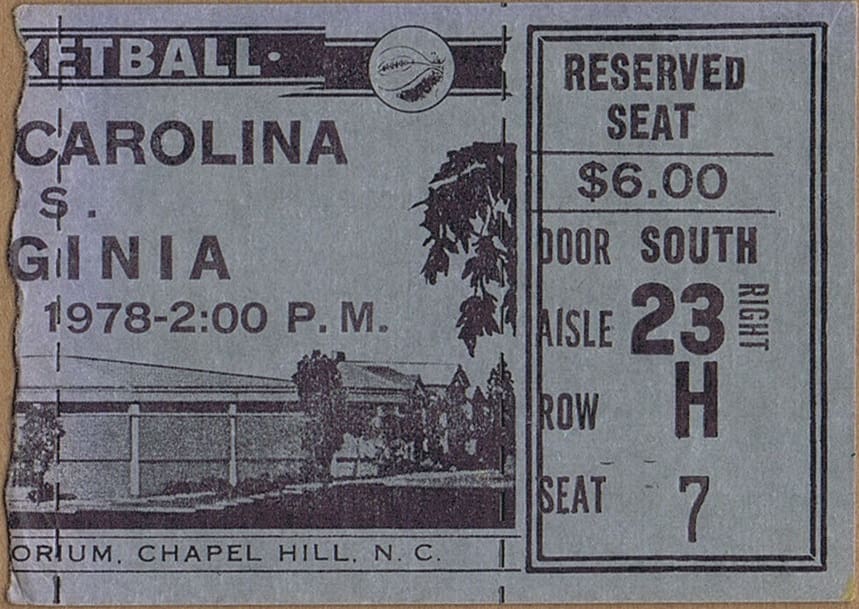 KETBALL·
CAROLINA
S.
GINIA
1978-2:00 P.M.
ORIUM, CHAPEL HILL, N.C.
RESERVED
SEAT
$6.00
DOOR SOUTH
AISLE 23 RIGHT
ROW H
SEAT 7